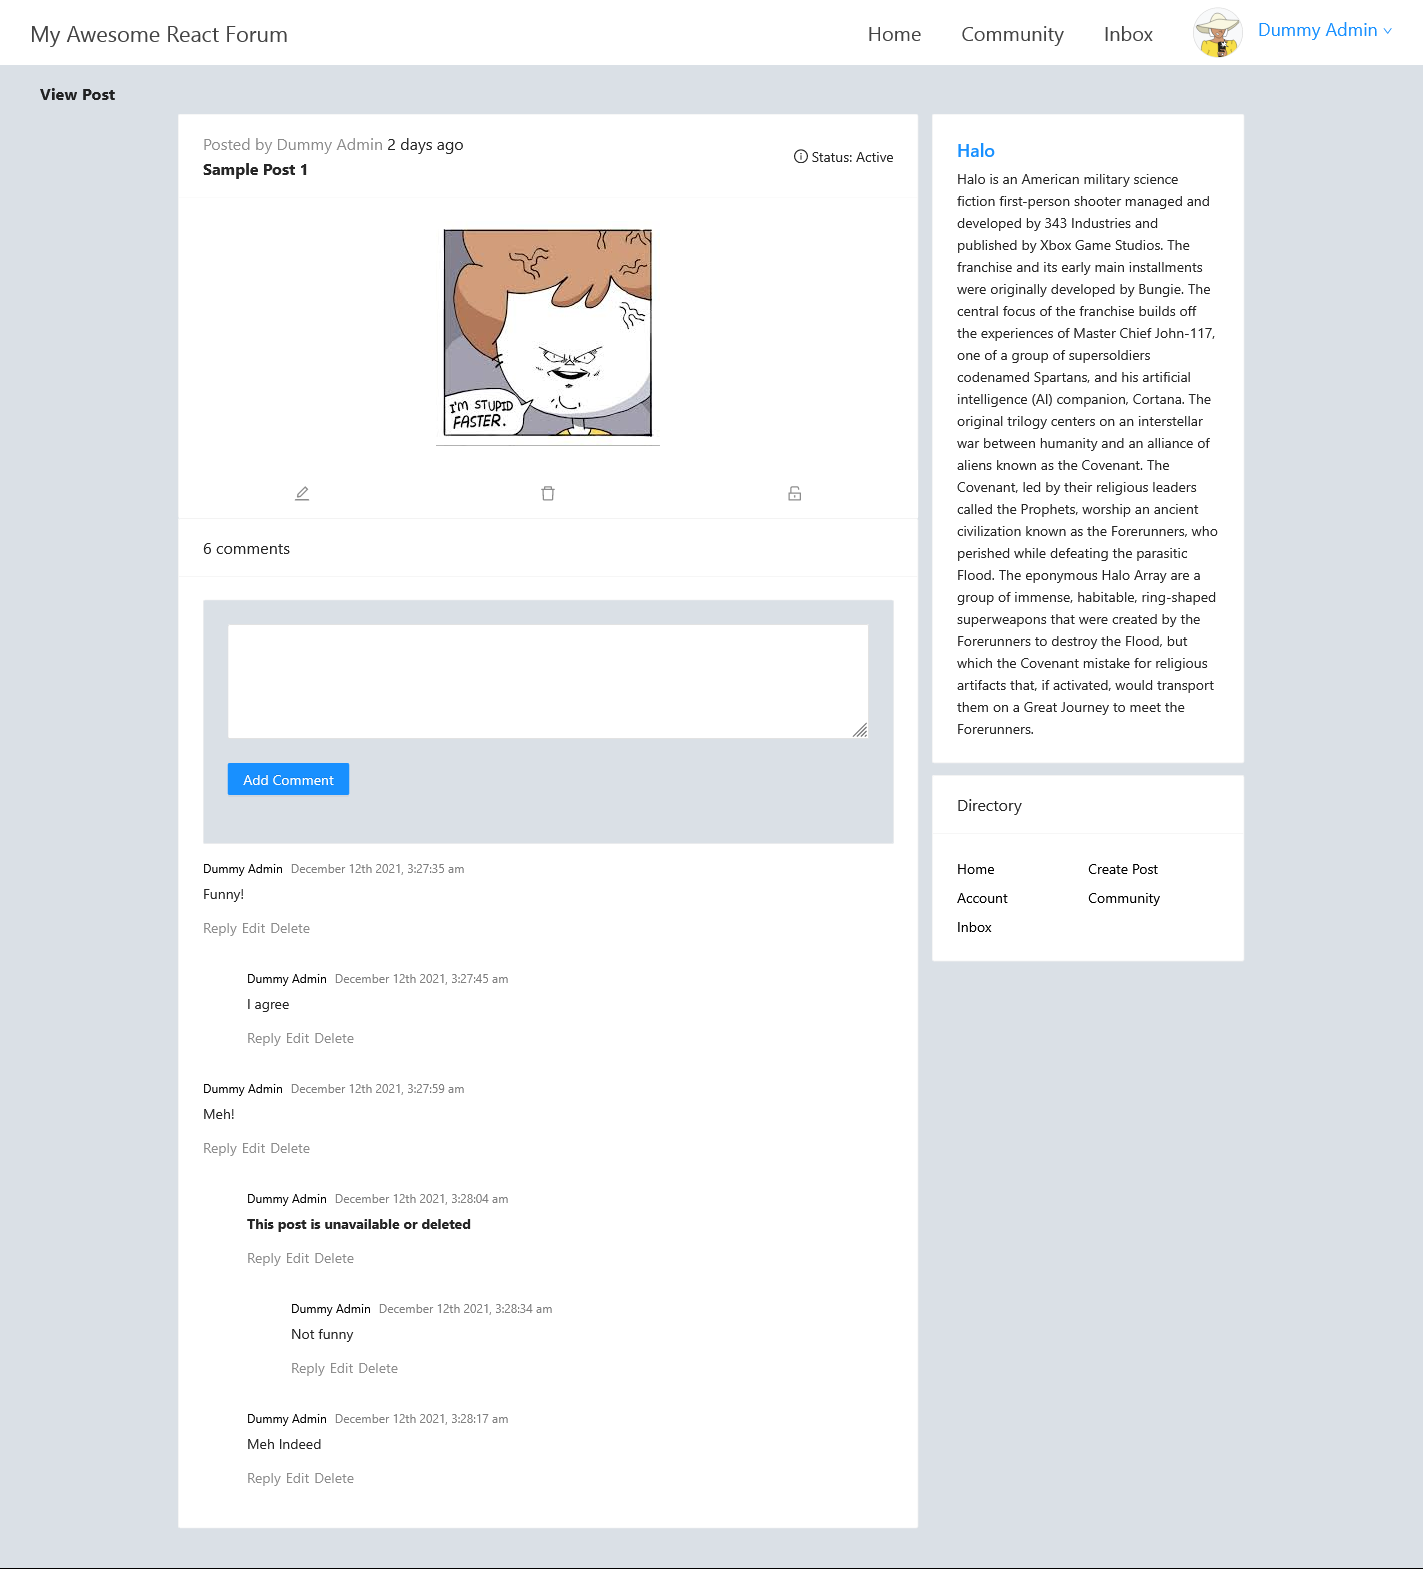 My Awesome React Forum
Home Community Inbox Dummy Admin
View Post
Posted by Dummy Admin 2 days ago
Sample Post 1
Status: Active
I'M STUPID
FASTER.
6 comments
Add Comment
Dummy Admin December 12th 2021, 3:27:35 am
Funny!
Reply Edit Delete
Dummy Admin December 12th 2021, 3:27:45 am
I agree
Reply Edit Delete
Dummy Admin December 12th 2021, 3:27:59 am
Meh!
Reply Edit Delete
Dummy Admin December 12th 2021, 3:28:04 am
This post is unavailable or deleted
Reply Edit Delete
Dummy Admin December 12th 2021, 3:28:34 am
Not funny
Reply Edit Delete
Dummy Admin December 12th 2021, 3:28:17 am
Meh Indeed
Reply Edit Delete
Halo
Halo is an American military science
fiction first-person shooter managed and
developed by 343 Industries and
published by Xbox Game Studios. The
franchise and its early main installments
were originally developed by Bungie. The
central focus of the franchise builds off
the experiences of Master Chief John-117,
one of a group of supersoldiers
codenamed Spartans, and his artificial
intelligence (AI) companion, Cortana. The
original trilogy centers on an interstellar
war between humanity and an alliance of
aliens known as the Covenant. The
Covenant, led by their religious leaders
called the Prophets, worship an ancient
civilization known as the Forerunners, who
perished while defeating the parasitic
Flood. The eponymous Halo Array are a
group of immense, habitable, ring-shaped
superweapons that were created by the
Forerunners to destroy the Flood, but
which the Covenant mistake for religious
artifacts that, if activated, would transport
them on a Great Journey to meet the
Forerunners.
Directory
Home Create Post
Account Community
Inbox